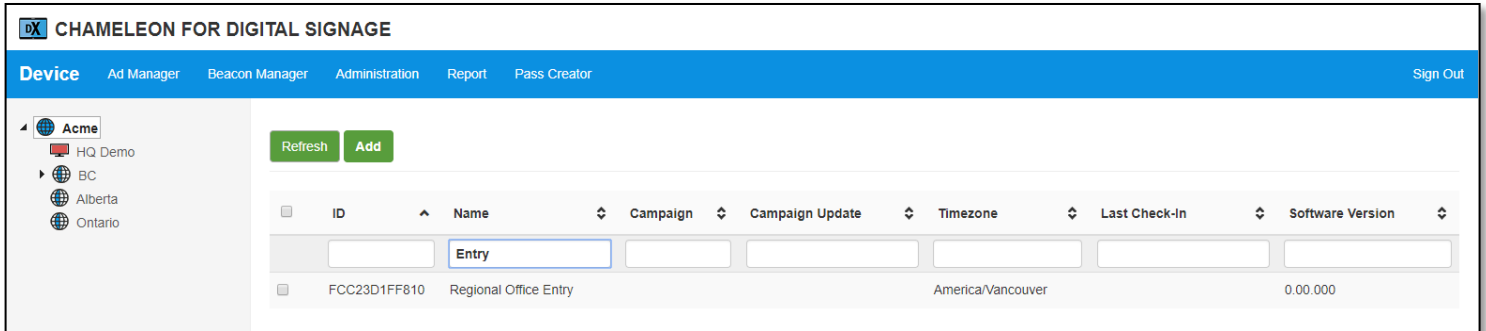 DX CHAMELEON FOR DIGITAL SIGNAGE
Device Ad Manager Beacon Manager Administration Report Pass Creator Sign Out
Acme
HQ Demo
BC
Alberta
Ontario
Refresh Add
ID Name Campaign Campaign Update Timezone Last Check-In Software Version
Entry
FCC23D1FF810 Regional Office Entry America/Vancouver 0.00.000